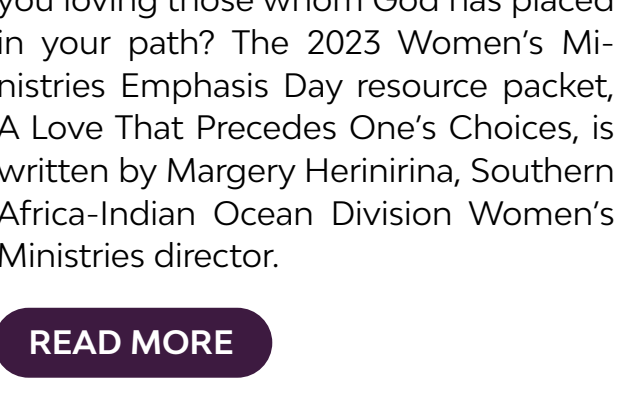 you loving those whom God has placed
in your path? The 2023 Women's Mi-
nistries Emphasis Day resource packet,
A Love That Precedes One's Choices, is
written by Margery Herinirina, Southern
Africa-Indian Ocean Division Women's
Ministries director.
READ MORE